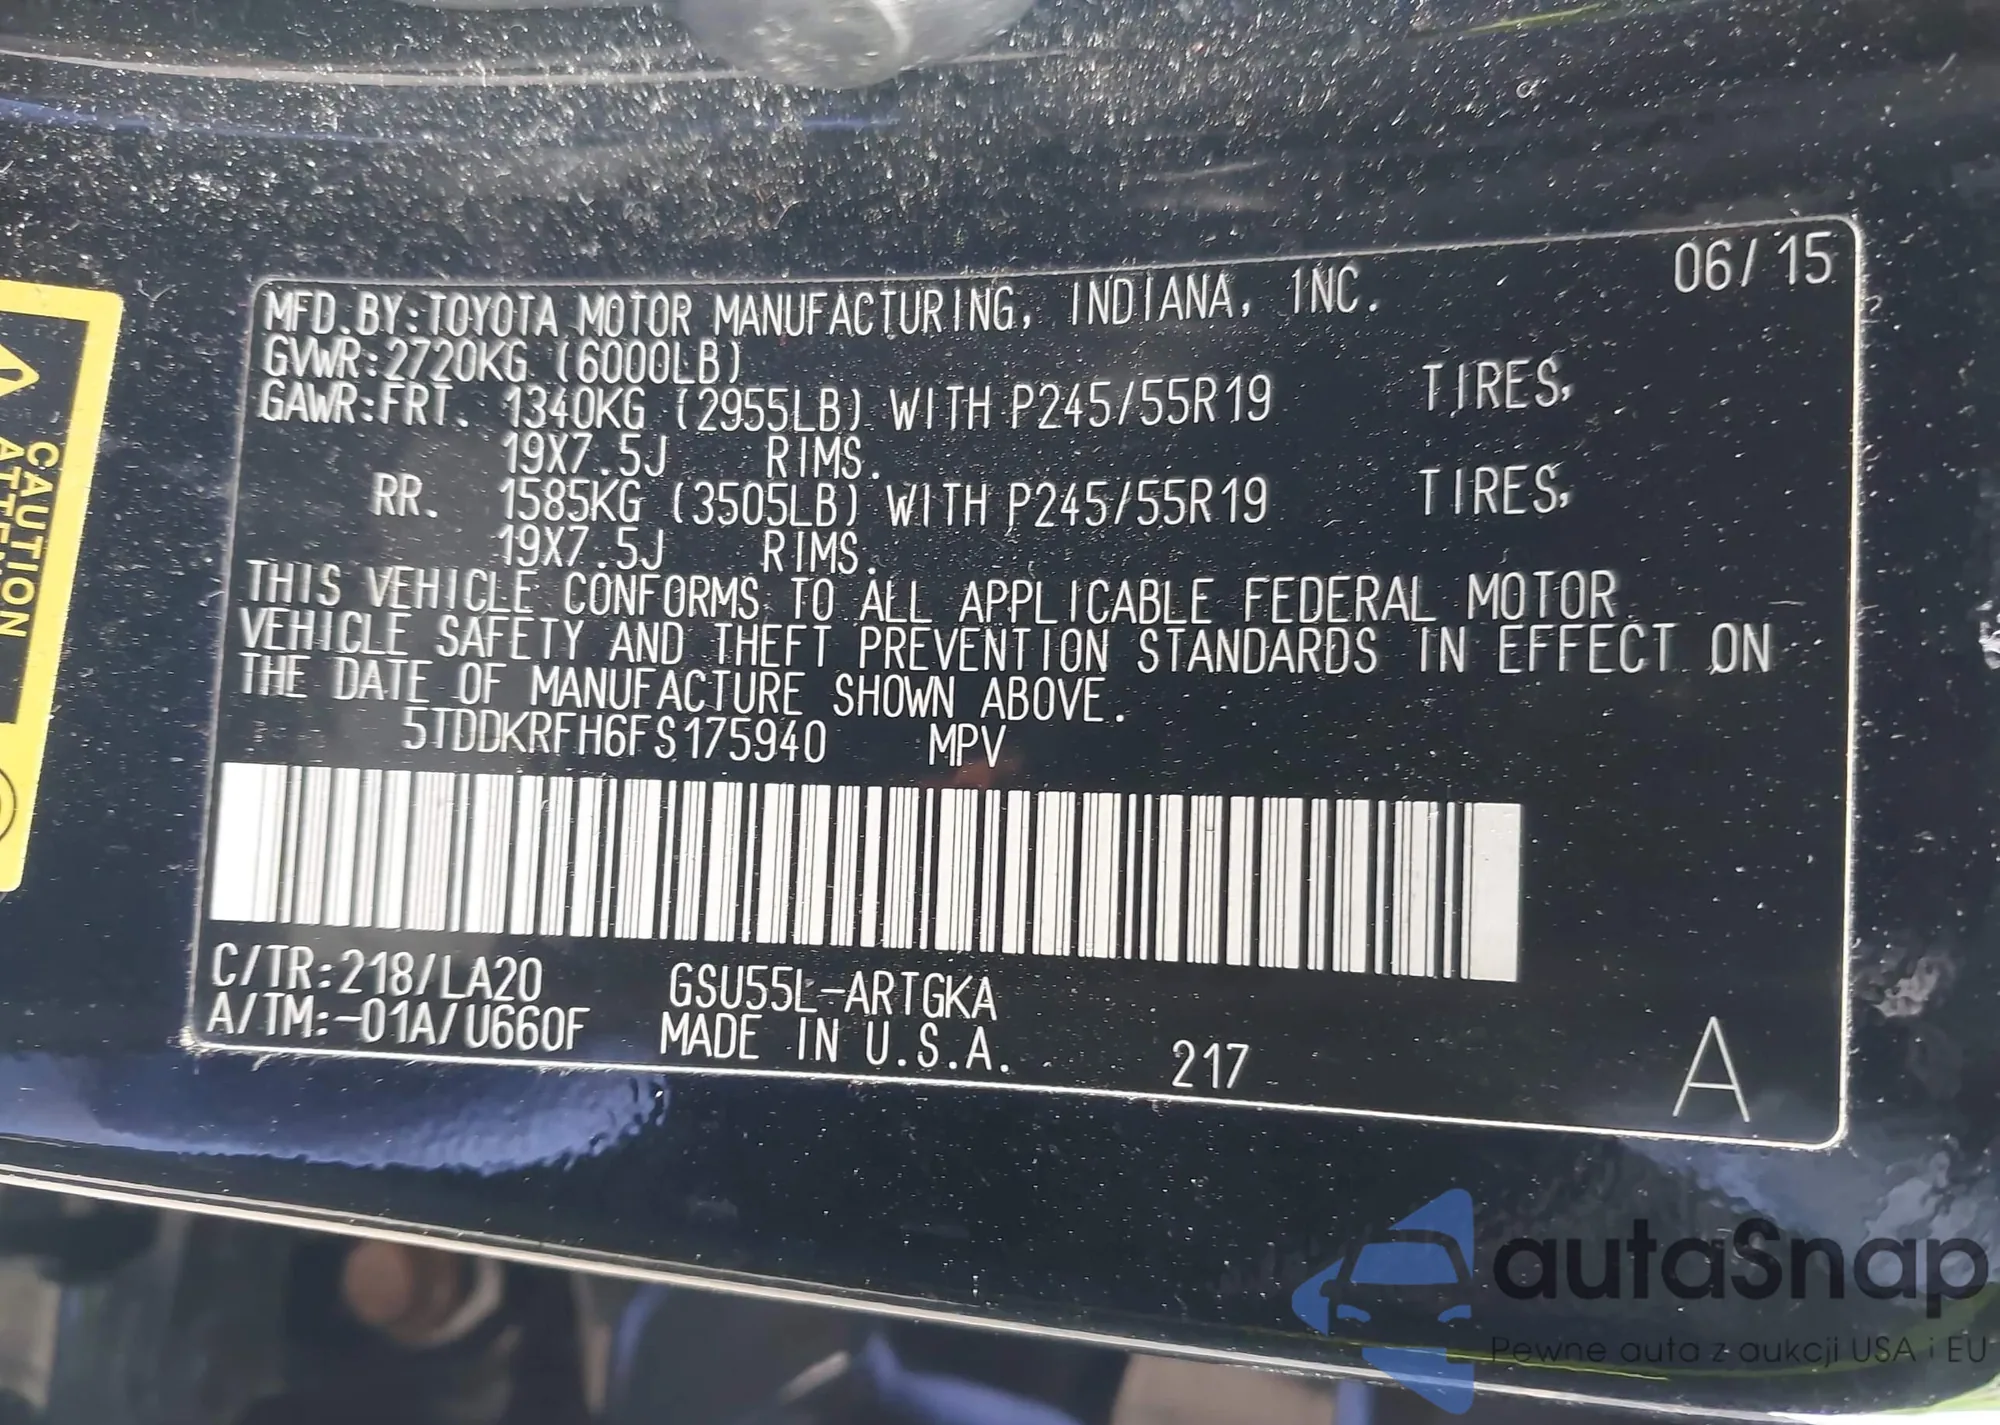 MFD.BY:TOYOTA MOTOR MANUFACTURING, INDIANA, INC. 06/15
GVWR:2720KG (6000LB)
GAWR:FRT. 1340KG (2955LB) WITH P245/55R19 TIRES,
19X7.5J RIMS.
RR. 1585KG (3505LB) WITH P245/55R19 TIRES,
19X7.5J RIMS.
THIS VEHICLE CONFORMS TO ALL APPLICABLE FEDERAL MOTOR
VEHICLE SAFETY AND THEFT PREVENTION STANDARDS IN EFFECT ON
THE DATE OF MANUFACTURE SHOWN ABOVE.
5TDDKRFH6FS175940 MPV
C/TR:218/LA20 GSU55L-ARTGKA
A/TM:-01A/U660F MADE IN U.S.A. 217 A
CAUTION
ATTENTION
autaSnap
Pewne auta z aukcji USA i EU